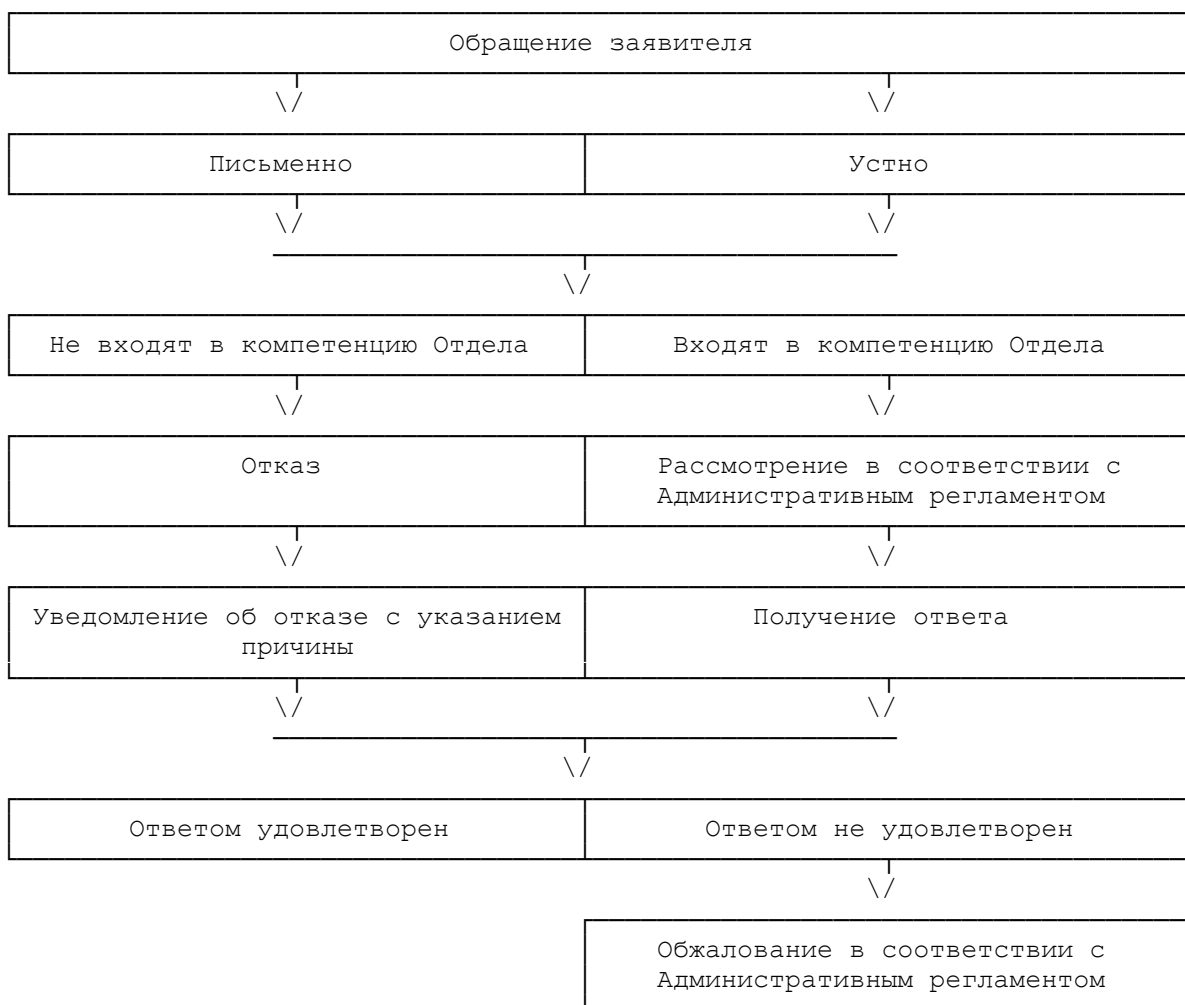 Обращение заявителя
Письменно
Устно
Не входят в компетенцию Отдела
Входят в компетенцию Отдела
Отказ
Рассмотрение в соответствии с
Административным регламентом
Уведомление об отказе с указанием
причины
Получение ответа
Ответом удовлетворен
Ответом не удовлетворен
Обжалование в соответствии с
Административным регламентом